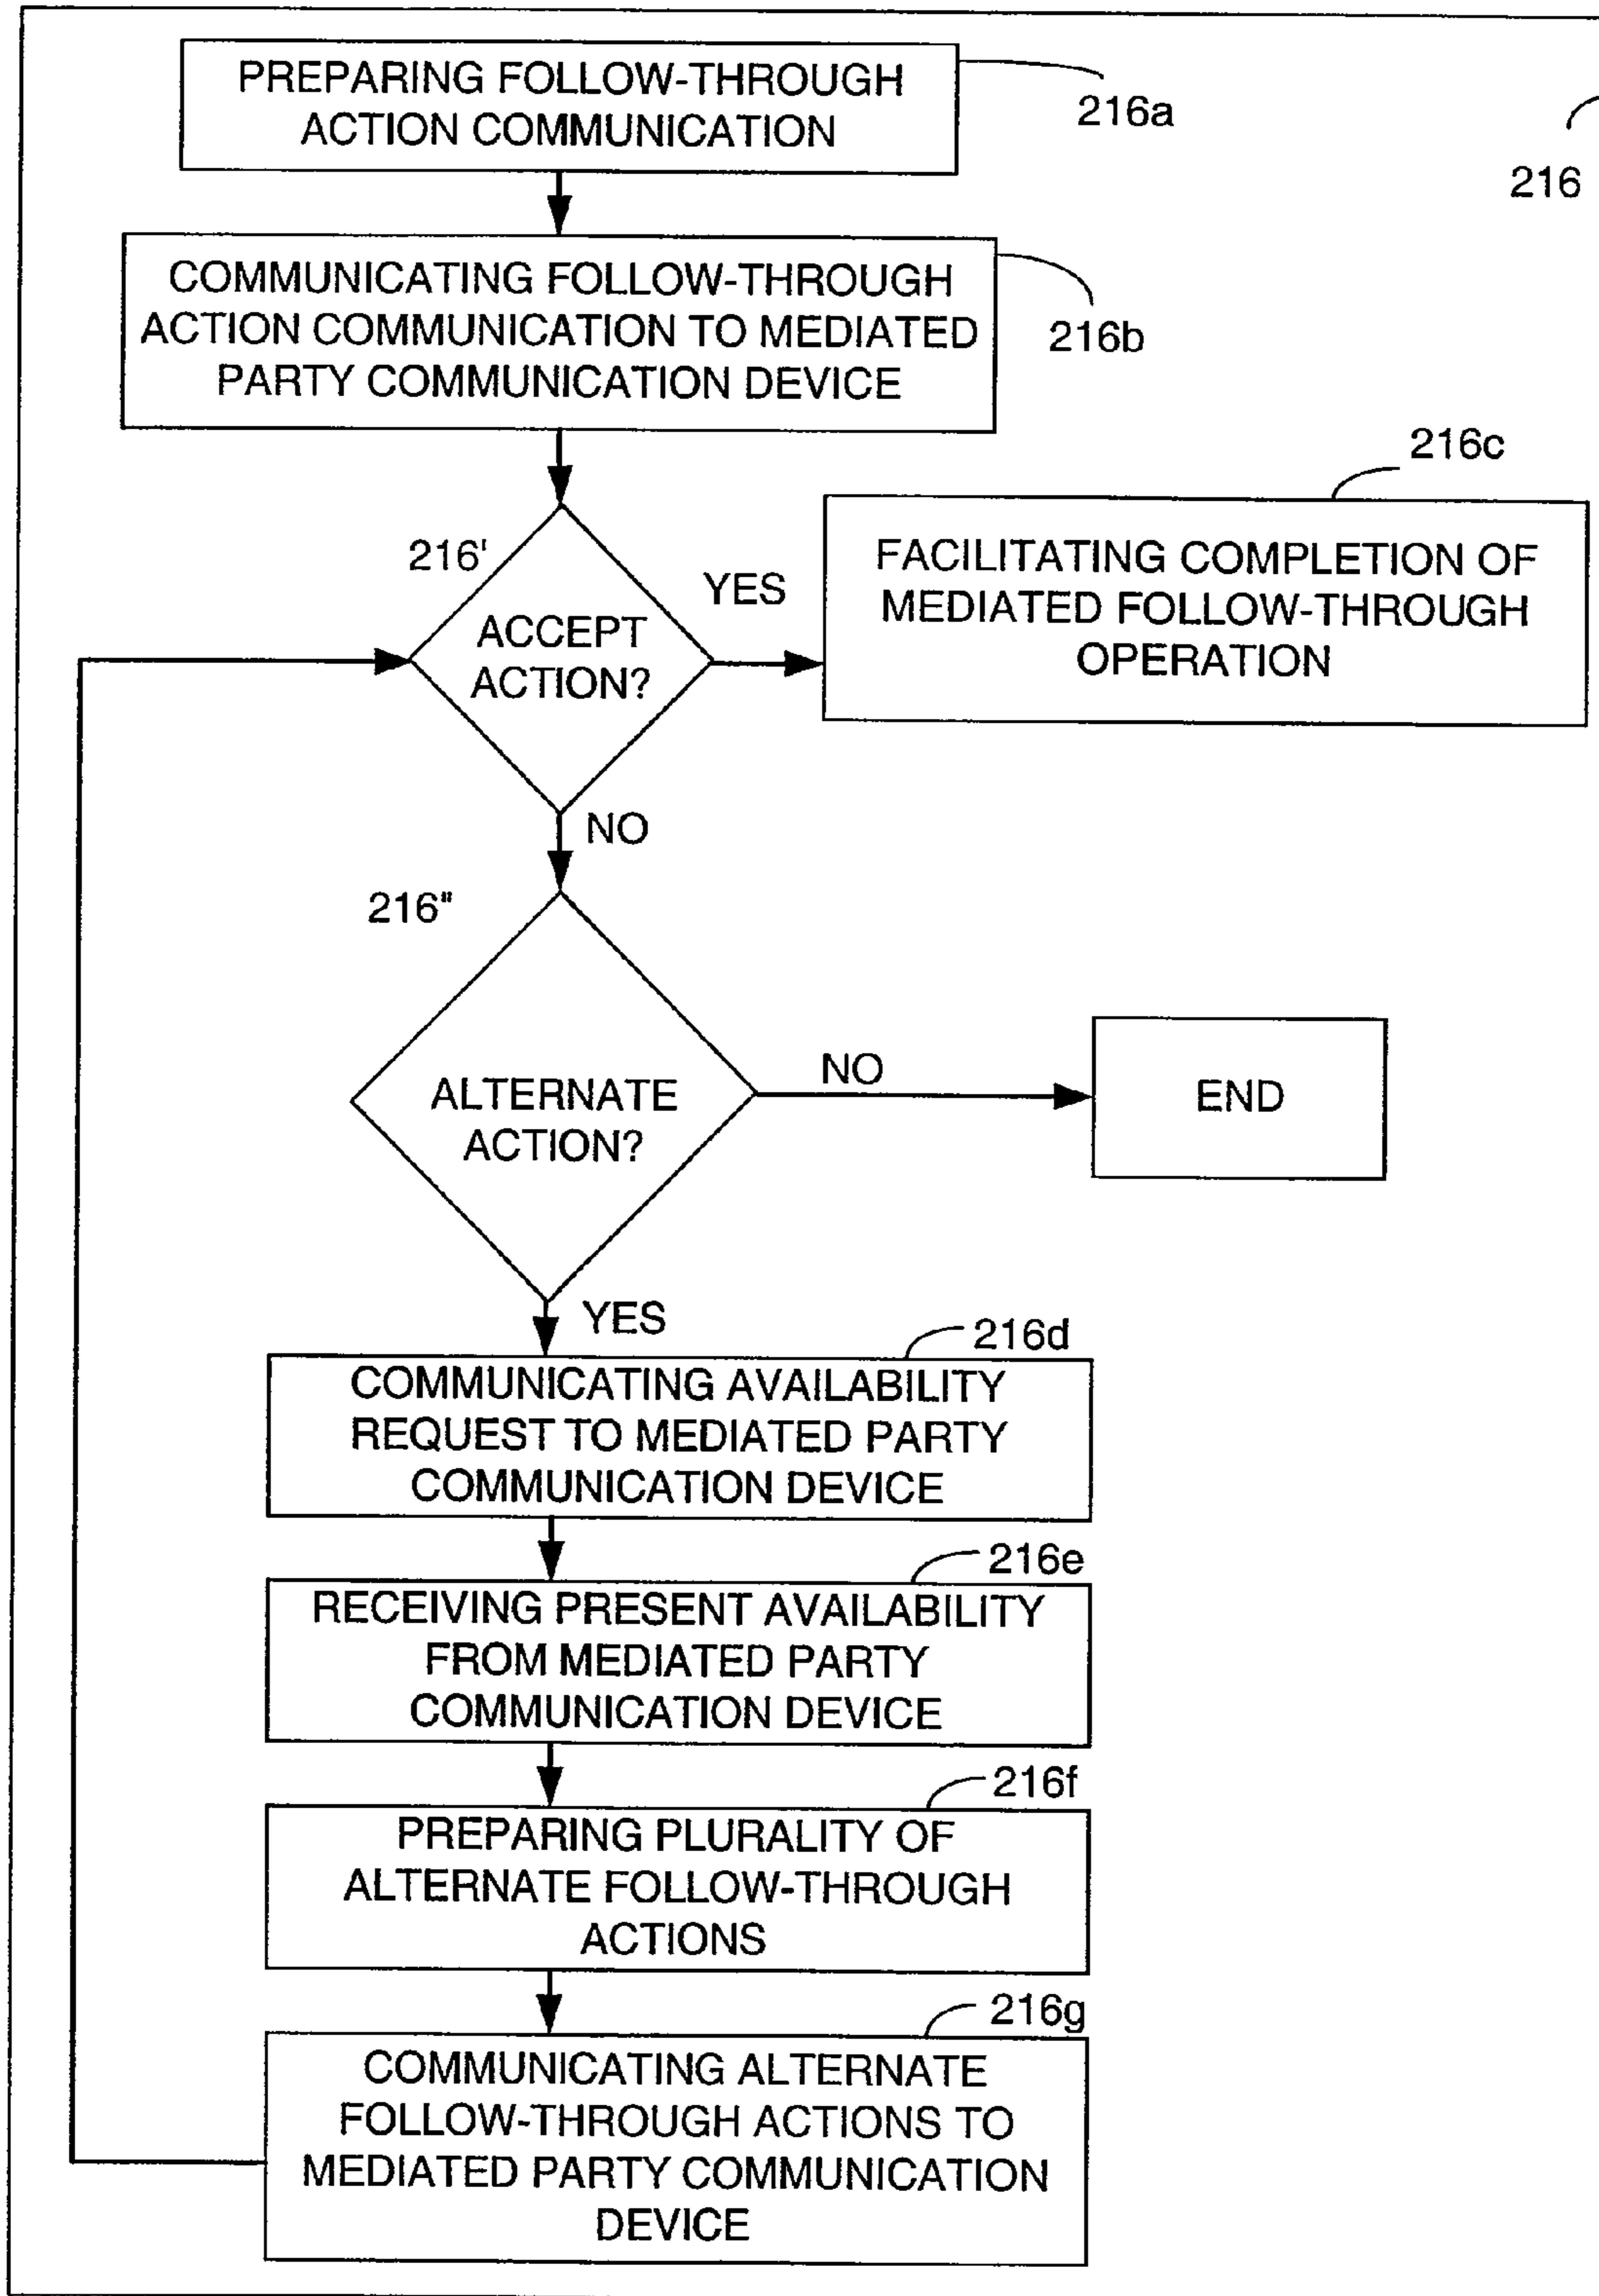 PREPARING FOLLOW-THROUGH
ACTION COMMUNICATION
216a
216
COMMUNICATING FOLLOW-THROUGH
ACTION COMMUNICATION TO MEDIATED
PARTY COMMUNICATION DEVICE
216b
216c
FACILITATING COMPLETION OF
MEDIATED FOLLOW-THROUGH
OPERATION
216'
YES
ACCEPT
ACTION?
NO
216"
ALTERNATE
ACTION?
NO
END
YES
216d
COMMUNICATING AVAILABILITY
REQUEST TO MEDIATED PARTY
COMMUNICATION DEVICE
216e
RECEIVING PRESENT AVAILABILITY
FROM MEDIATED PARTY
COMMUNICATION DEVICE
216f
PREPARING PLURALITY OF
ALTERNATE FOLLOW-THROUGH
ACTIONS
216g
COMMUNICATING ALTERNATE
FOLLOW-THROUGH ACTIONS TO
MEDIATED PARTY COMMUNICATION
DEVICE